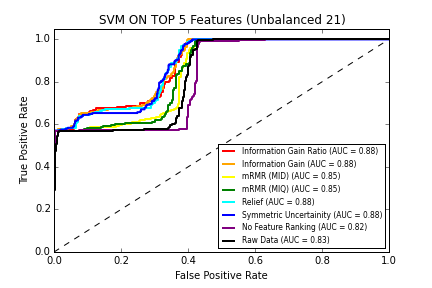 SVM ON TOP 5 Features (Unbalanced 21)
1.0
0.8
0.6
0.4
0.2
0.0
True Positive Rate
Information Gain Ratio (AUC = 0.88)
Information Gain (AUC = 0.88)
mRMR (MID) (AUC = 0.85)
mRMR (MIQ) (AUC = 0.85)
Relief (AUC = 0.88)
Symmetric Uncertainity (AUC = 0.88)
No Feature Ranking (AUC = 0.82)
Raw Data (AUC = 0.83)
0.0 0.2 0.4 0.6 0.8 1.0
False Positive Rate